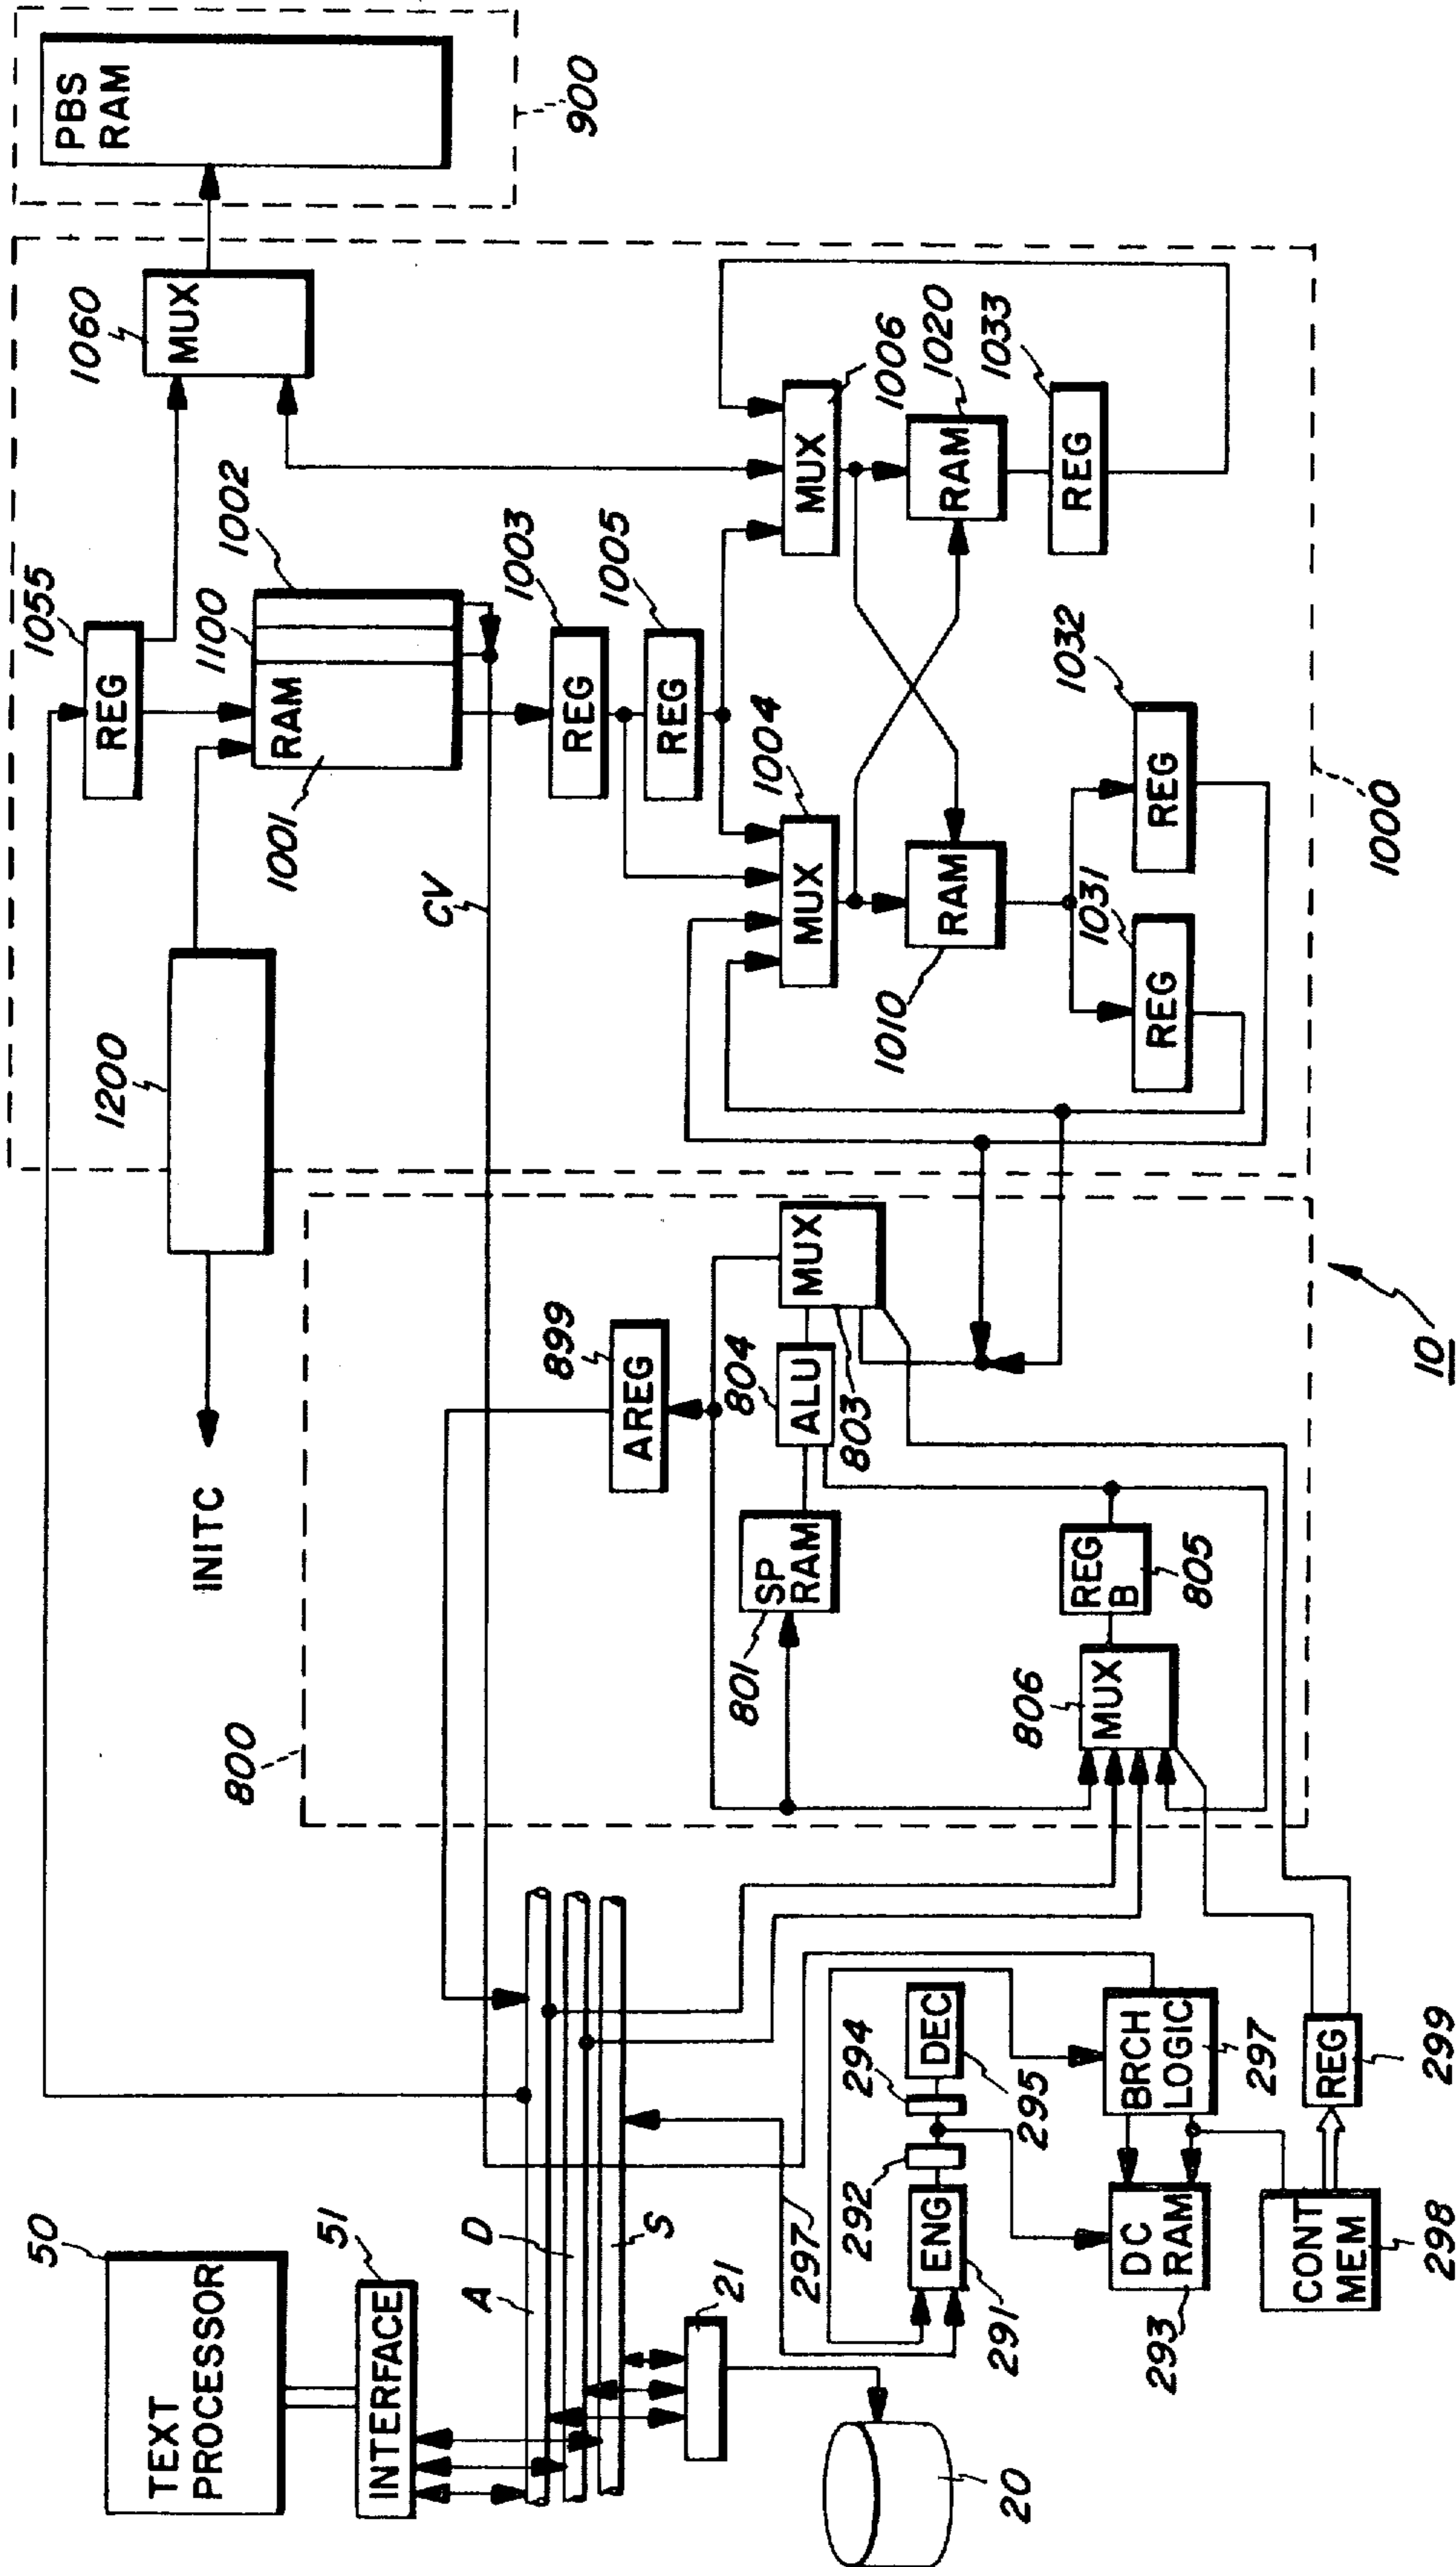 50
TEXT
PROCESSOR
51
INTERFACE
A
D
S
21
20
INITC
1200
1055
REG
1060
MUX
PBS
RAM
900
1100
1002
RAM
1001
CV
1003
REG
1005
REG
1004
MUX
MUX
1006
RAM
1010
RAM
1020
1033
REG
1031
REG
1032
REG
1000
800
899
AREG
804
ALU
MUX
803
SP
RAM
801
REG
B
805
806
MUX
297
292
294
ENG
291
DEC
295
BRCH
LOGIC
297
DC
RAM
293
CONT
MEM
298
REG
299
10